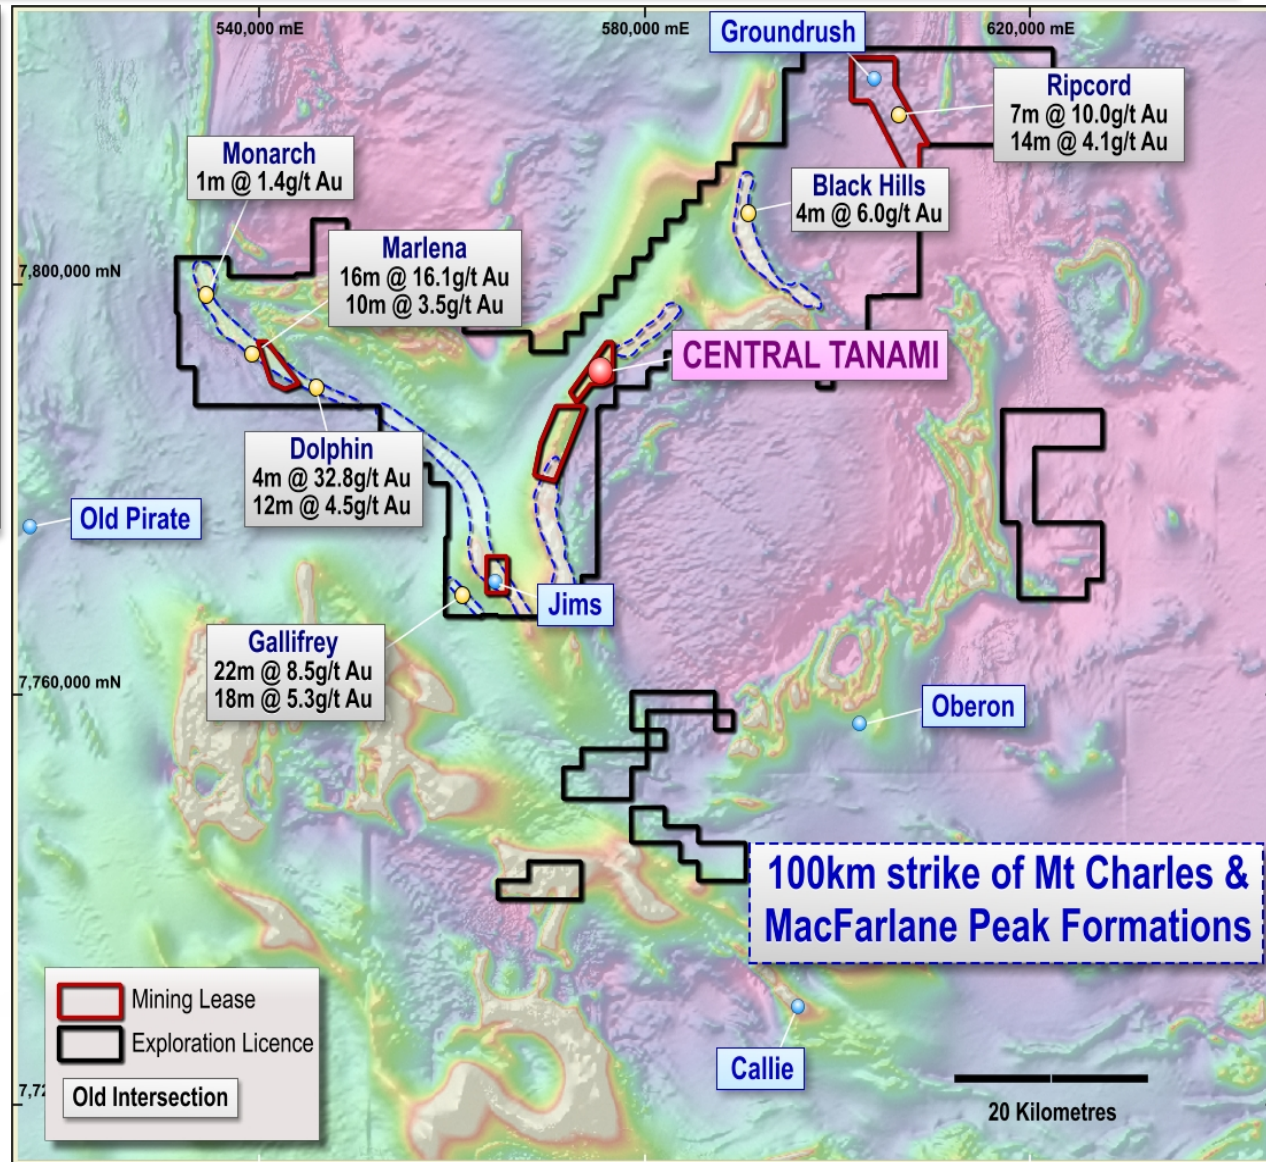 540,000 mE
580,000 mE
620,000 mE
Groundrush
Ripcord
7m @ 10.0g/t Au
14m @ 4.1g/t Au
Monarch
1m @ 1.4g/t Au
Black Hills
4m @ 6.0g/t Au
Marlena
16m @ 16.1g/t Au
10m @ 3.5g/t Au
7,800,000 mN
CENTRAL TANAMI
Dolphin
4m @ 32.8g/t Au
12m @ 4.5g/t Au
Old Pirate
Jims
Gallifrey
22m @ 8.5g/t Au
18m @ 5.3g/t Au
7,760,000 mN
Oberon
100km strike of Mt Charles &
MacFarlane Peak Formations
Mining Lease
Exploration Licence
Old Intersection
Callie
20 Kilometres